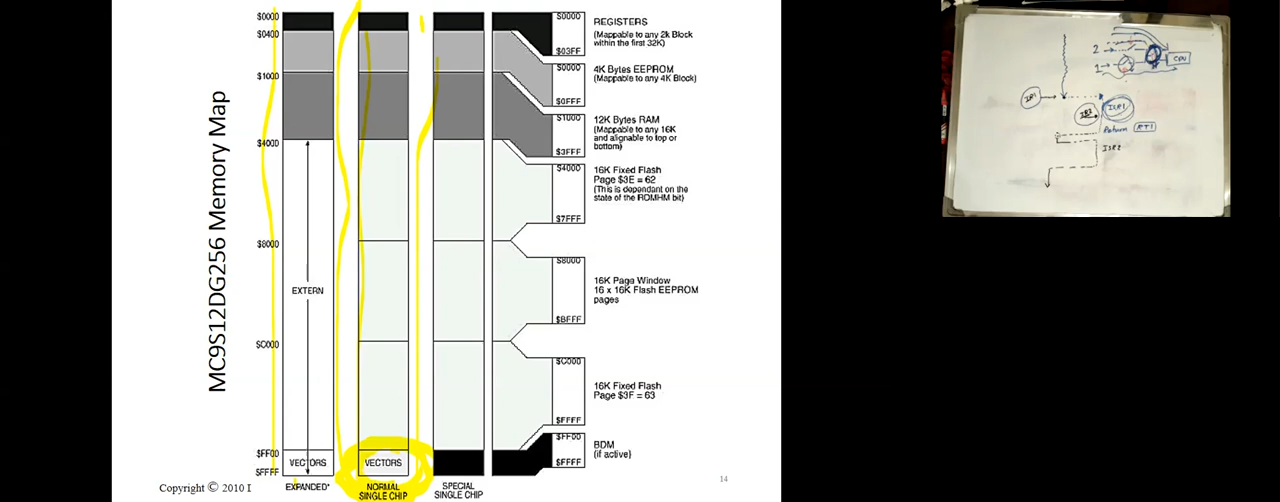 MC9S12DG256 Memory Map
$0000
$0400
$1000
$4000
$8000
$C000
$FF00
$FFFF
EXTERN
VECTORS
EXPANDED*
VECTORS
NORMAL
SINGLE CHIP
SPECIAL
SINGLE CHIP
$0000
$03FF
REGISTERS
(Mappable to any 2k Block
within the first 32K)
$0000
$0FFF
4K Bytes EEPROM
(Mappable to any 4K Block)
$1000
$3FFF
12K Bytes RAM
(Mappable to any 16K
and alignable to top or
bottom)
$4000
$7FFF
16K Fixed Flash
Page $3E = 62
(This is dependant on the
state of the ROMHM bit)
$8000
$BFFF
16K Page Window
16 x 16K Flash EEPROM
pages
$C000
$FFFF
16K Fixed Flash
Page $3F = 63
$FF00
$FFFF
BDM
(if active)
Copyright © 2010 I
14
2
1
CPU
ISR1
Return RTI
ISR2